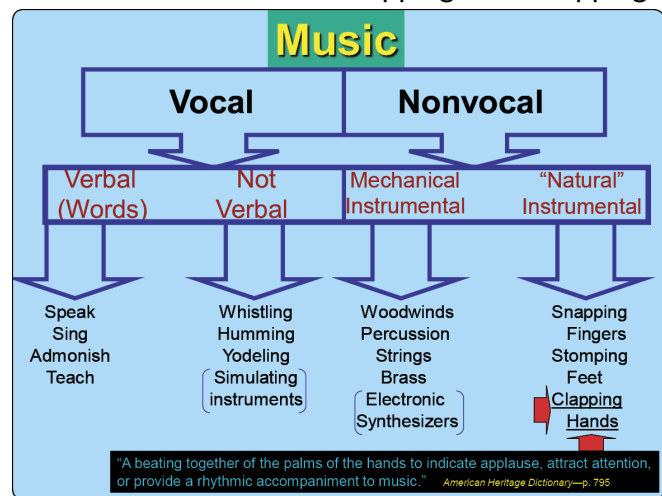 Music
Vocal
Nonvocal
Verbal
(Words)
Not
Verbal
Mechanical
Instrumental
“Natural”
Instrumental
Speak
Sing
Admonish
Teach
Whistling
Humming
Yodeling
Simulating
instruments
Woodwinds
Percussion
Strings
Brass
Electronic
Synthesizers
Snapping
Fingers
Stomping
Feet
Clapping
Hands
“A beating together of the palms of the hands to indicate applause, attract attention,
or provide a rhythmic accompaniment to music.” American Heritage Dictionary—p. 795